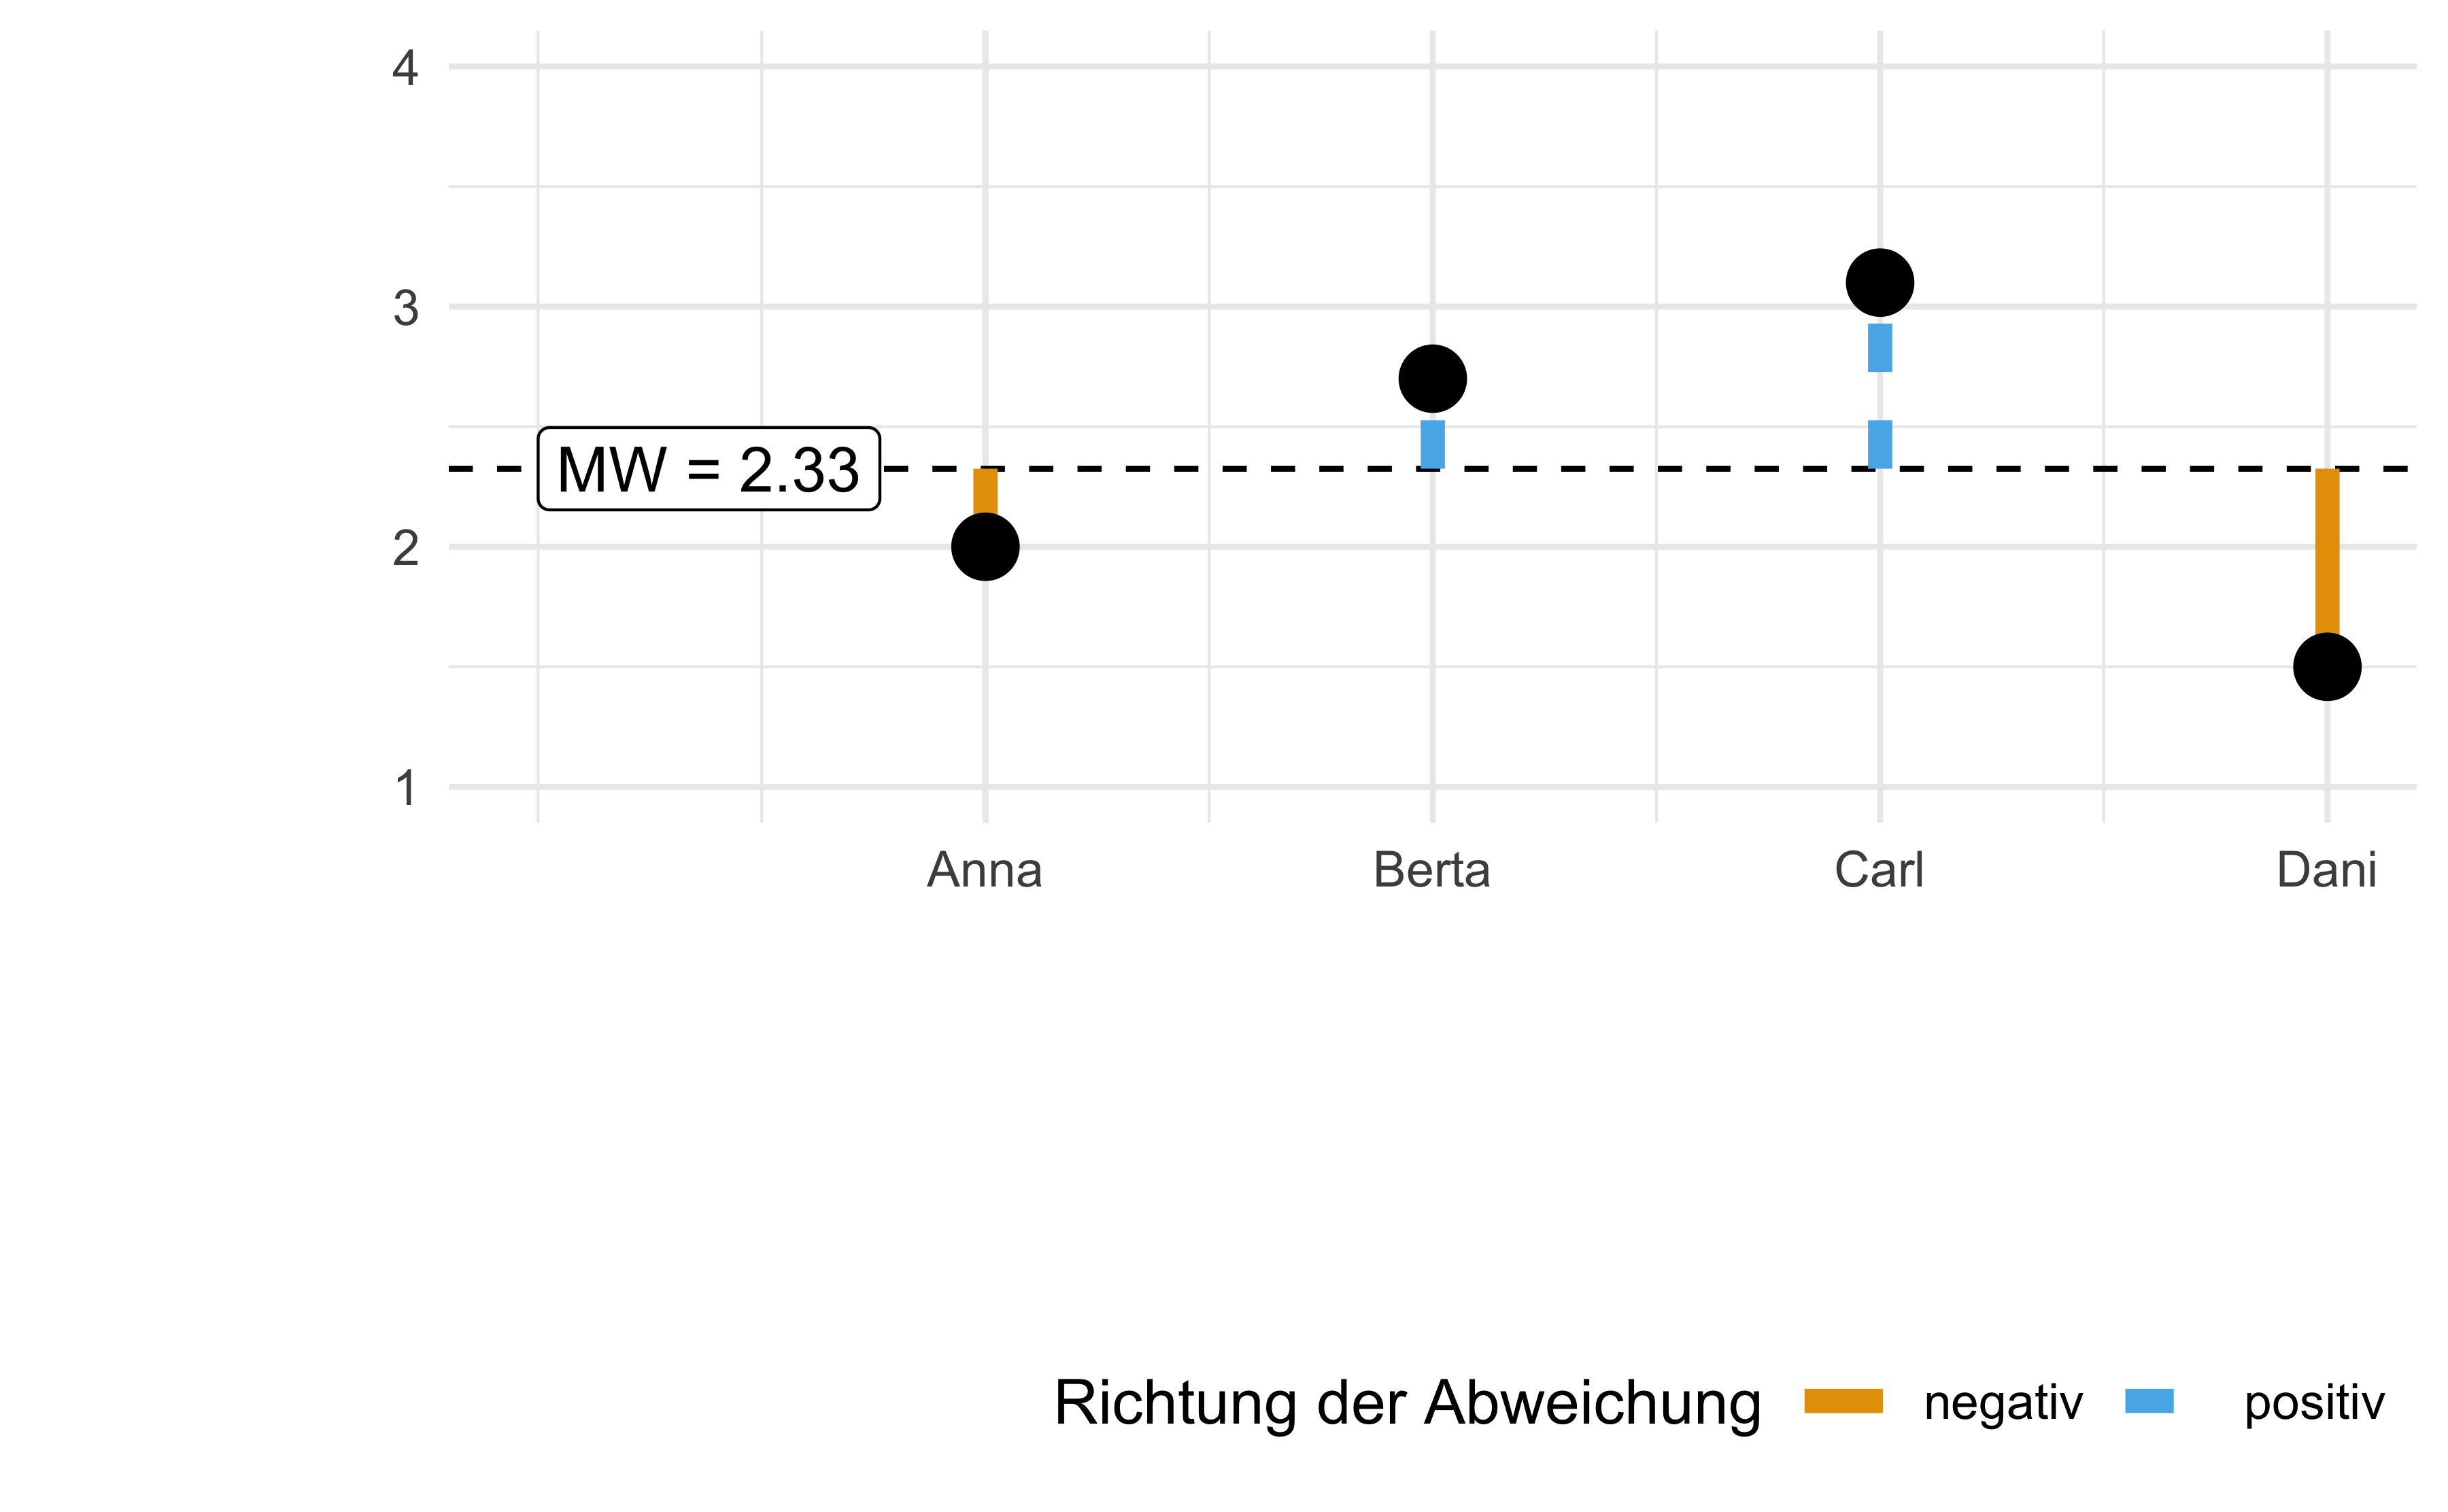 4
3
MW = 2.33
2
1
Anna Berta Carl Dani
Richtung der Abweichung negativ positiv